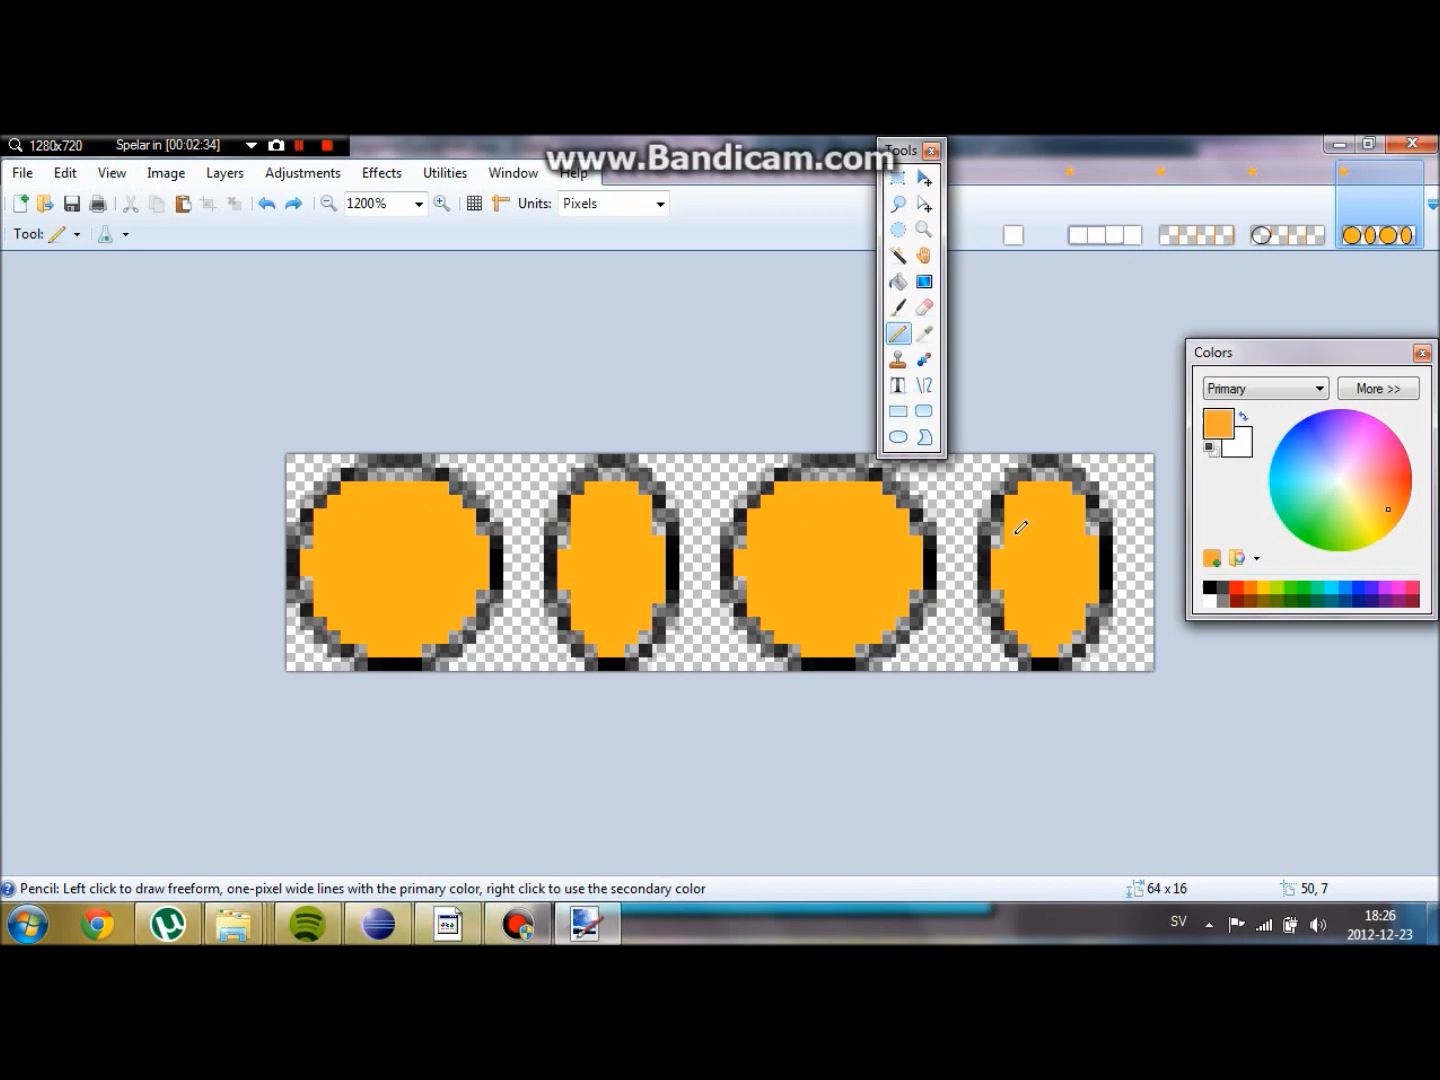 1280x720 Spelar in [00:02:34]
www.Bandicam.com
Tools
File Edit View Image Layers Adjustments Effects Utilities Window Help
1200% Units: Pixels
Tool:
Colors
Primary More >>
Pencil: Left click to draw freeform, one-pixel wide lines with the primary color, right click to use the secondary color
64 x 16
50, 7
SV
18:26
2012-12-23